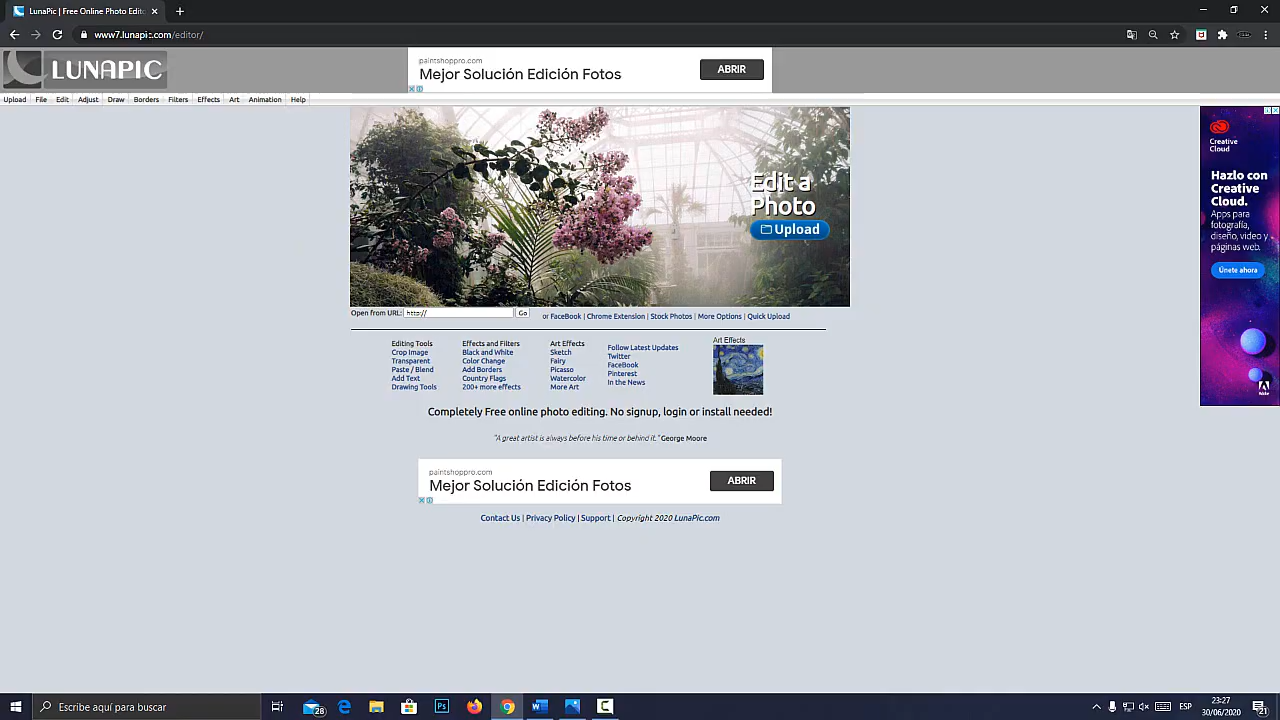 LunaPic | Free Online Photo Edito
www7.lunapic.com/editor/
LUNAPIC
paintshoppro.com
Mejor Solución Edición Fotos
ABRIR
Upload File Edit Adjust Draw Borders Filters Effects Art Animation Help
Edit a
Photo
Upload
Creative
Cloud
Hazlo con
Creative
Cloud.
Apps para
fotografía,
diseño, video y
páginas web.
Únete ahora
Adobe
Open from URL: http:// Go or FaceBook | Chrome Extension | Stock Photos | More Options | Quick Upload
Editing Tools
Crop Image
Transparent
Paste / Blend
Add Text
Drawing Tools
Effects and Filters
Black and White
Color Change
Add Borders
Country Flags
200+ more effects
Art Effects
Sketch
Fairy
Picasso
Watercolor
More Art
Follow Latest Updates
Twitter
FaceBook
Pinterest
In the News
Art Effects
Completely Free online photo editing. No signup, login or install needed!
"A great artist is always before his time or behind it." George Moore
paintshoppro.com
Mejor Solución Edición Fotos
ABRIR
Contact Us | Privacy Policy | Support | Copyright 2020 LunaPic.com
Escribe aquí para buscar
28
Ps
ESP
23:27
30/06/2020